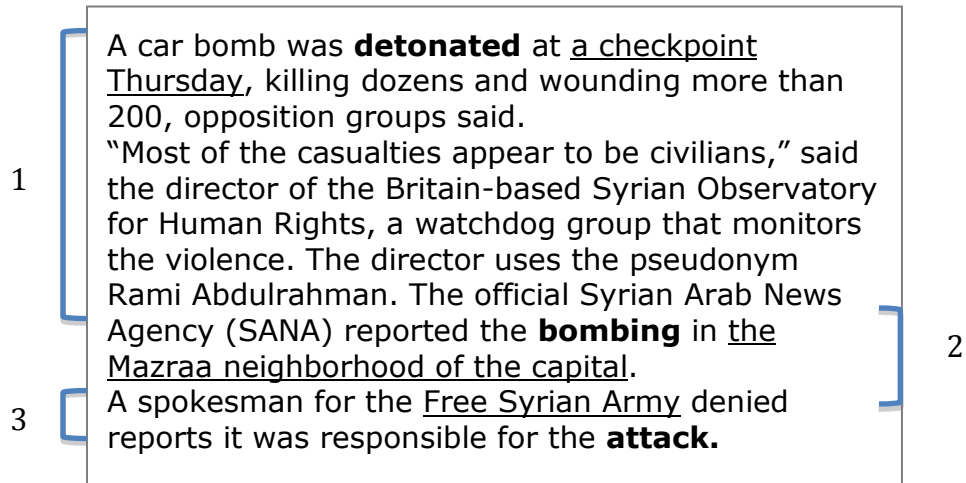 A car bomb was detonated at a checkpoint
Thursday, killing dozens and wounding more than
200, opposition groups said.
“Most of the casualties appear to be civilians,” said
the director of the Britain-based Syrian Observatory
for Human Rights, a watchdog group that monitors
the violence. The director uses the pseudonym
Rami Abdulrahman. The official Syrian Arab News
Agency (SANA) reported the bombing in the
Mazraa neighborhood of the capital.
A spokesman for the Free Syrian Army denied
reports it was responsible for the attack.
1
2
3